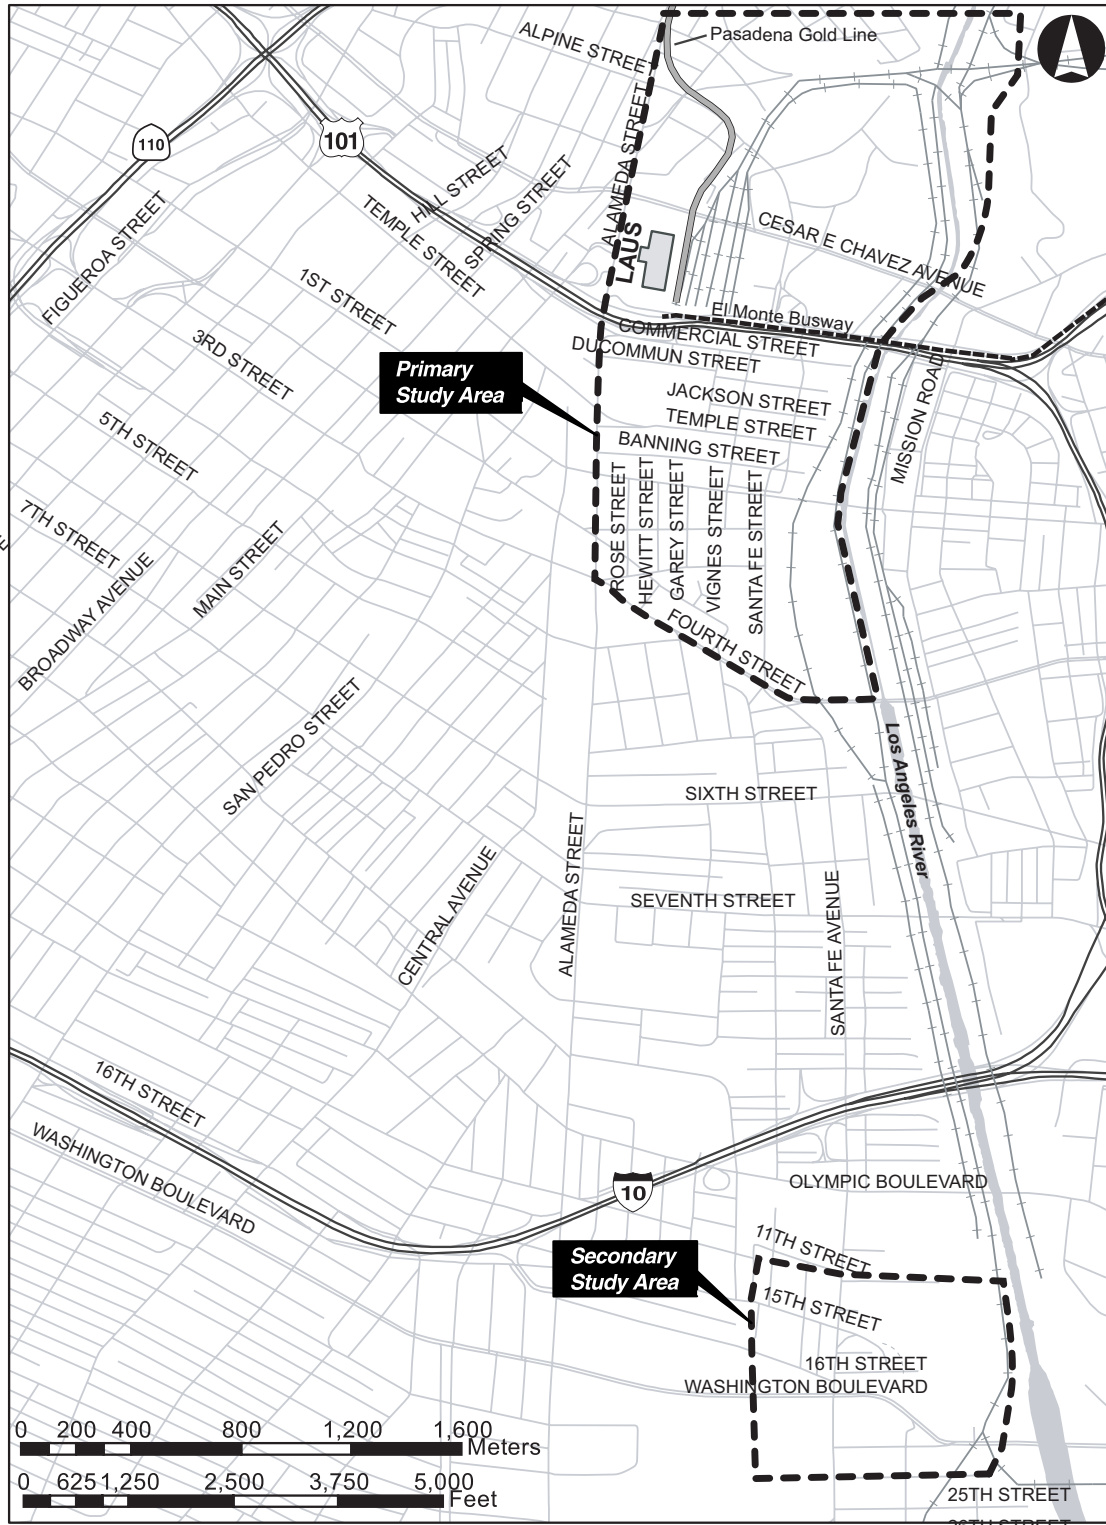 ALPINE STREET
Pasadena Gold Line
110
101
ALAMEDA STREET
HILL STREET
SPRING STREET
TEMPLE STREET
FIGUEROA STREET
LAUS
CESAR E CHAVEZ AVENUE
1ST STREET
El Monte Busway
COMMERCIAL STREET
DUCOMMUN STREET
3RD STREET
Primary
Study Area
JACKSON STREET
TEMPLE STREET
BANNING STREET
MISSION ROAD
5TH STREET
ROSE STREET
HEWITT STREET
GAREY STREET
VIGNES STREET
SANTA FE STREET
7TH STREET
MAIN STREET
BROADWAY AVENUE
FOURTH STREET
SAN PEDRO STREET
Los Angeles River
SIXTH STREET
CENTRAL AVENUE
ALAMEDA STREET
SEVENTH STREET
SANTA FE AVENUE
16TH STREET
WASHINGTON BOULEVARD
10
OLYMPIC BOULEVARD
11TH STREET
Secondary
Study Area
15TH STREET
16TH STREET
WASHINGTON BOULEVARD
0 200 400 800 1,200 1,600
Meters
0 625 1,250 2,500 3,750 5,000
Feet
25TH STREET